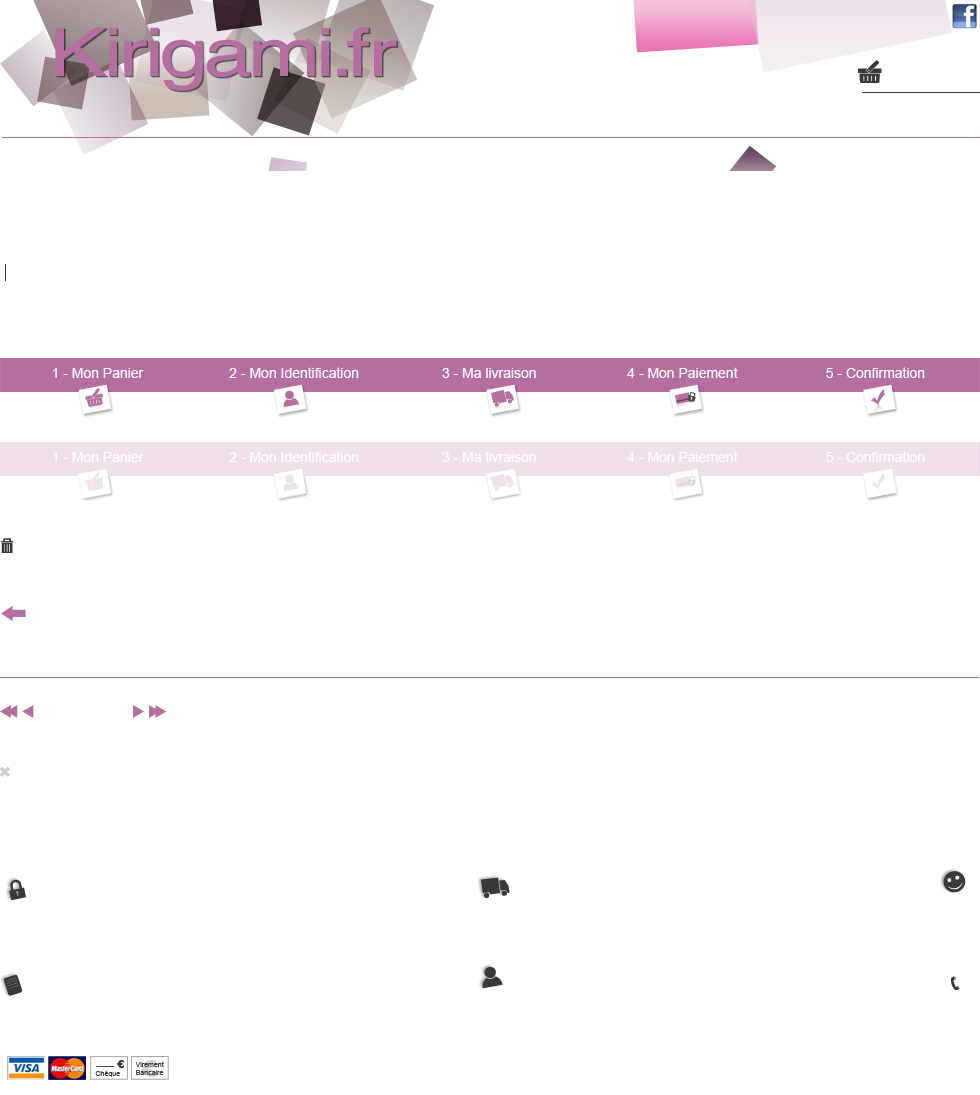 Kirigami.fr
f
1 - Mon Panier 2 - Mon Identification 3 - Ma livraison 4 - Mon Paiement 5 - Confirmation
1 - Mon Panier 2 - Mon Identification 3 - Ma livraison 4 - Mon Paiement 5 - Confirmation
VISA MasterCard € Chèque Virement Bancaire